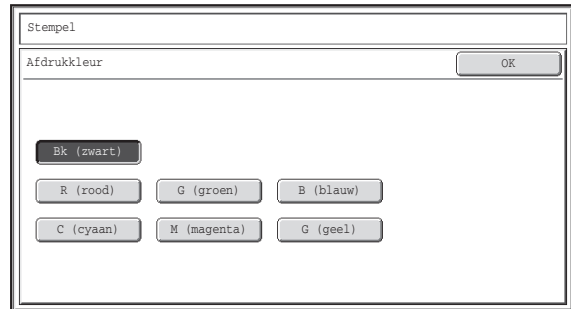 Stempel
Afdrukkleur OK
Bk (zwart)
R (rood) G (groen) B (blauw)
C (cyaan) M (magenta) G (geel)